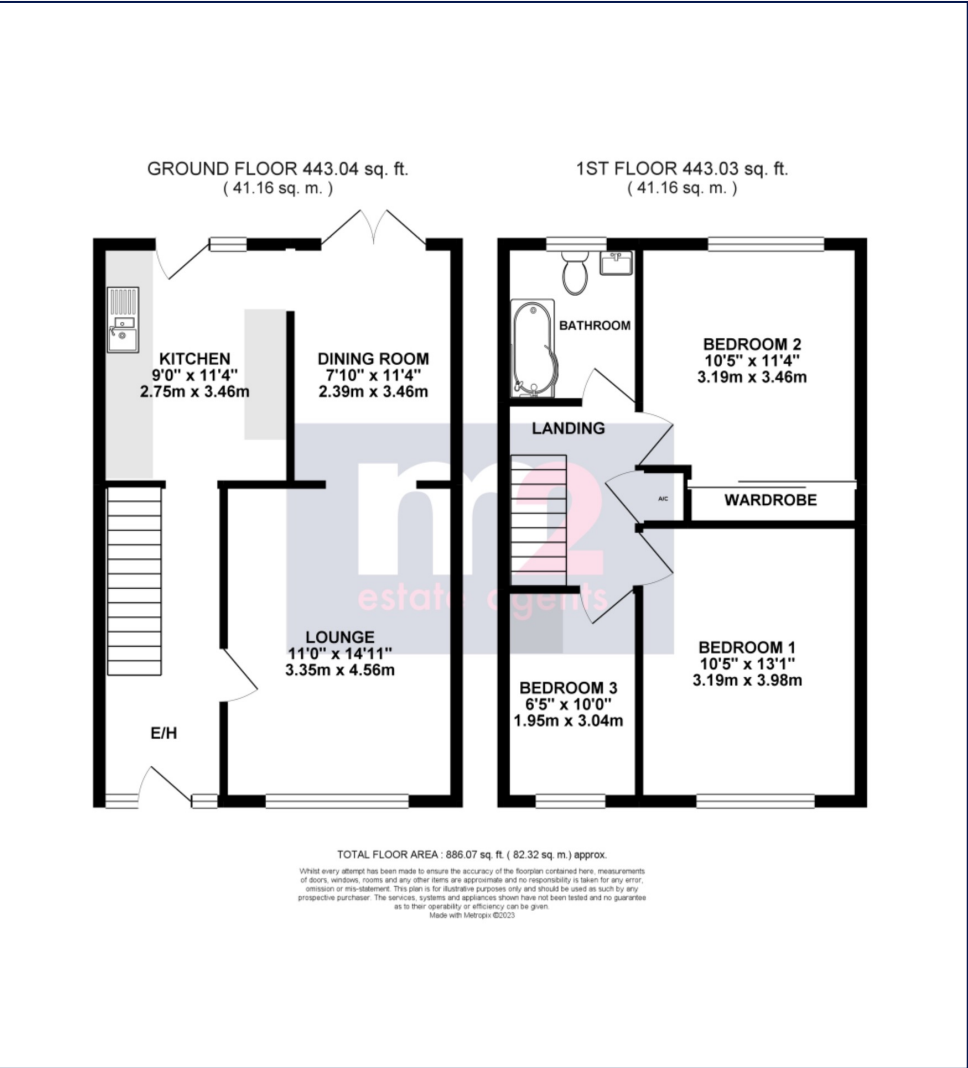 GROUND FLOOR 443.04 sq. ft.
( 41.16 sq. m. )
1ST FLOOR 443.03 sq. ft.
( 41.16 sq. m. )
KITCHEN
9'0" x 11'4"
2.75m x 3.46m
DINING ROOM
7'10" x 11'4"
2.39m x 3.46m
LOUNGE
11'0" x 14'11"
3.35m x 4.56m
E/H
BATHROOM
BEDROOM 2
10'5" x 11'4"
3.19m x 3.46m
LANDING
A/C
WARDROBE
BEDROOM 1
10'5" x 13'1"
3.19m x 3.98m
BEDROOM 3
6'5" x 10'0"
1.95m x 3.04m
m2
estate agents
TOTAL FLOOR AREA : 886.07 sq. ft. ( 82.32 sq. m.) approx.
Whilst every attempt has been made to ensure the accuracy of the floorplan contained here, measurements
of doors, windows, rooms and any other items are approximate and no responsibility is taken for any error,
omission or mis-statement. This plan is for illustrative purposes only and should be used as such by any
prospective purchaser. The services, systems and appliances shown have not been tested and no guarantee
as to their operability or efficiency can be given.
Made with Metropix ©2023